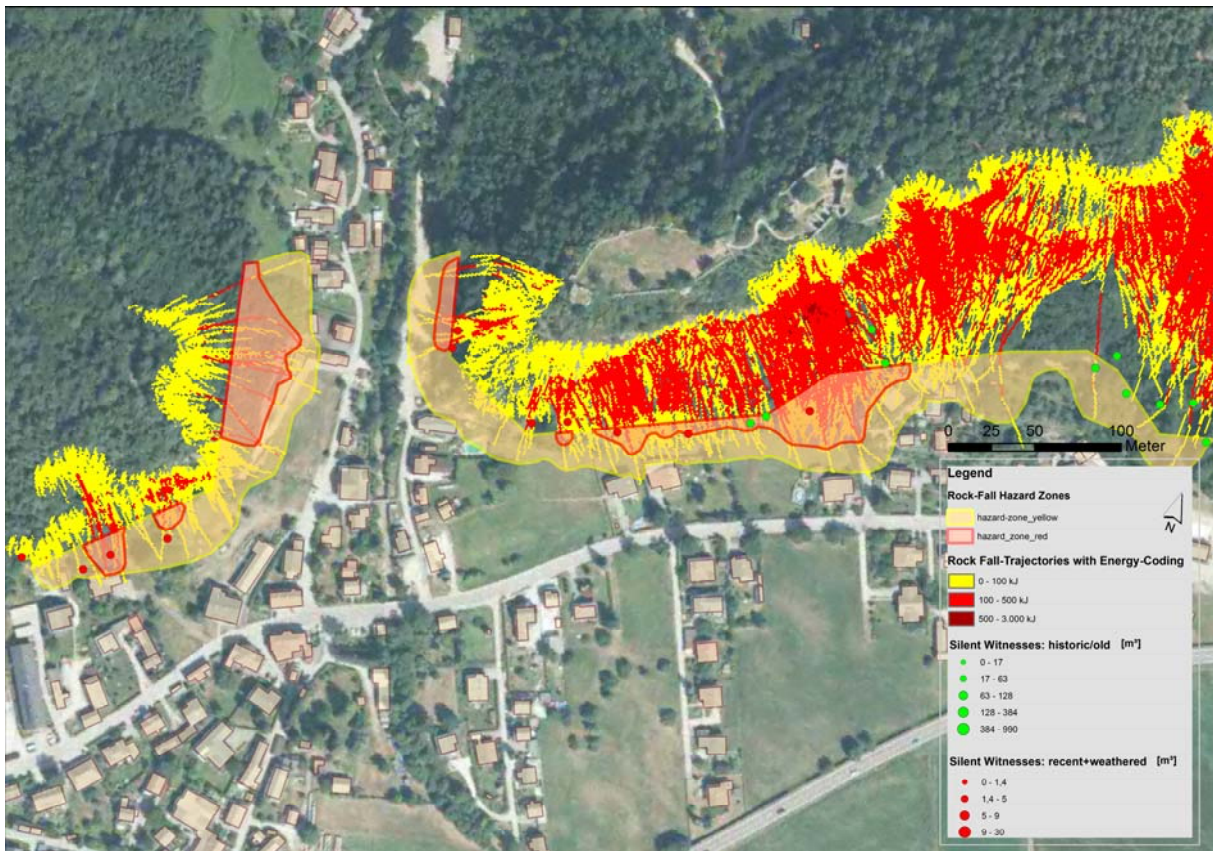 0 25 50 100
Meter
Legend
Rock-Fall Hazard Zones
hazard-zone_yellow
hazard_zone_red
N
Rock Fall-Trajectories with Energy-Coding
0 - 100 kJ
100 - 500 kJ
500 - 3.000 kJ
Silent Witnesses: historic/old [m³]
0 - 17
17 - 63
63 - 128
128 - 384
384 - 990
Silent Witnesses: recent+weathered [m³]
0 - 1,4
1,4 - 5
5 - 9
9 - 30